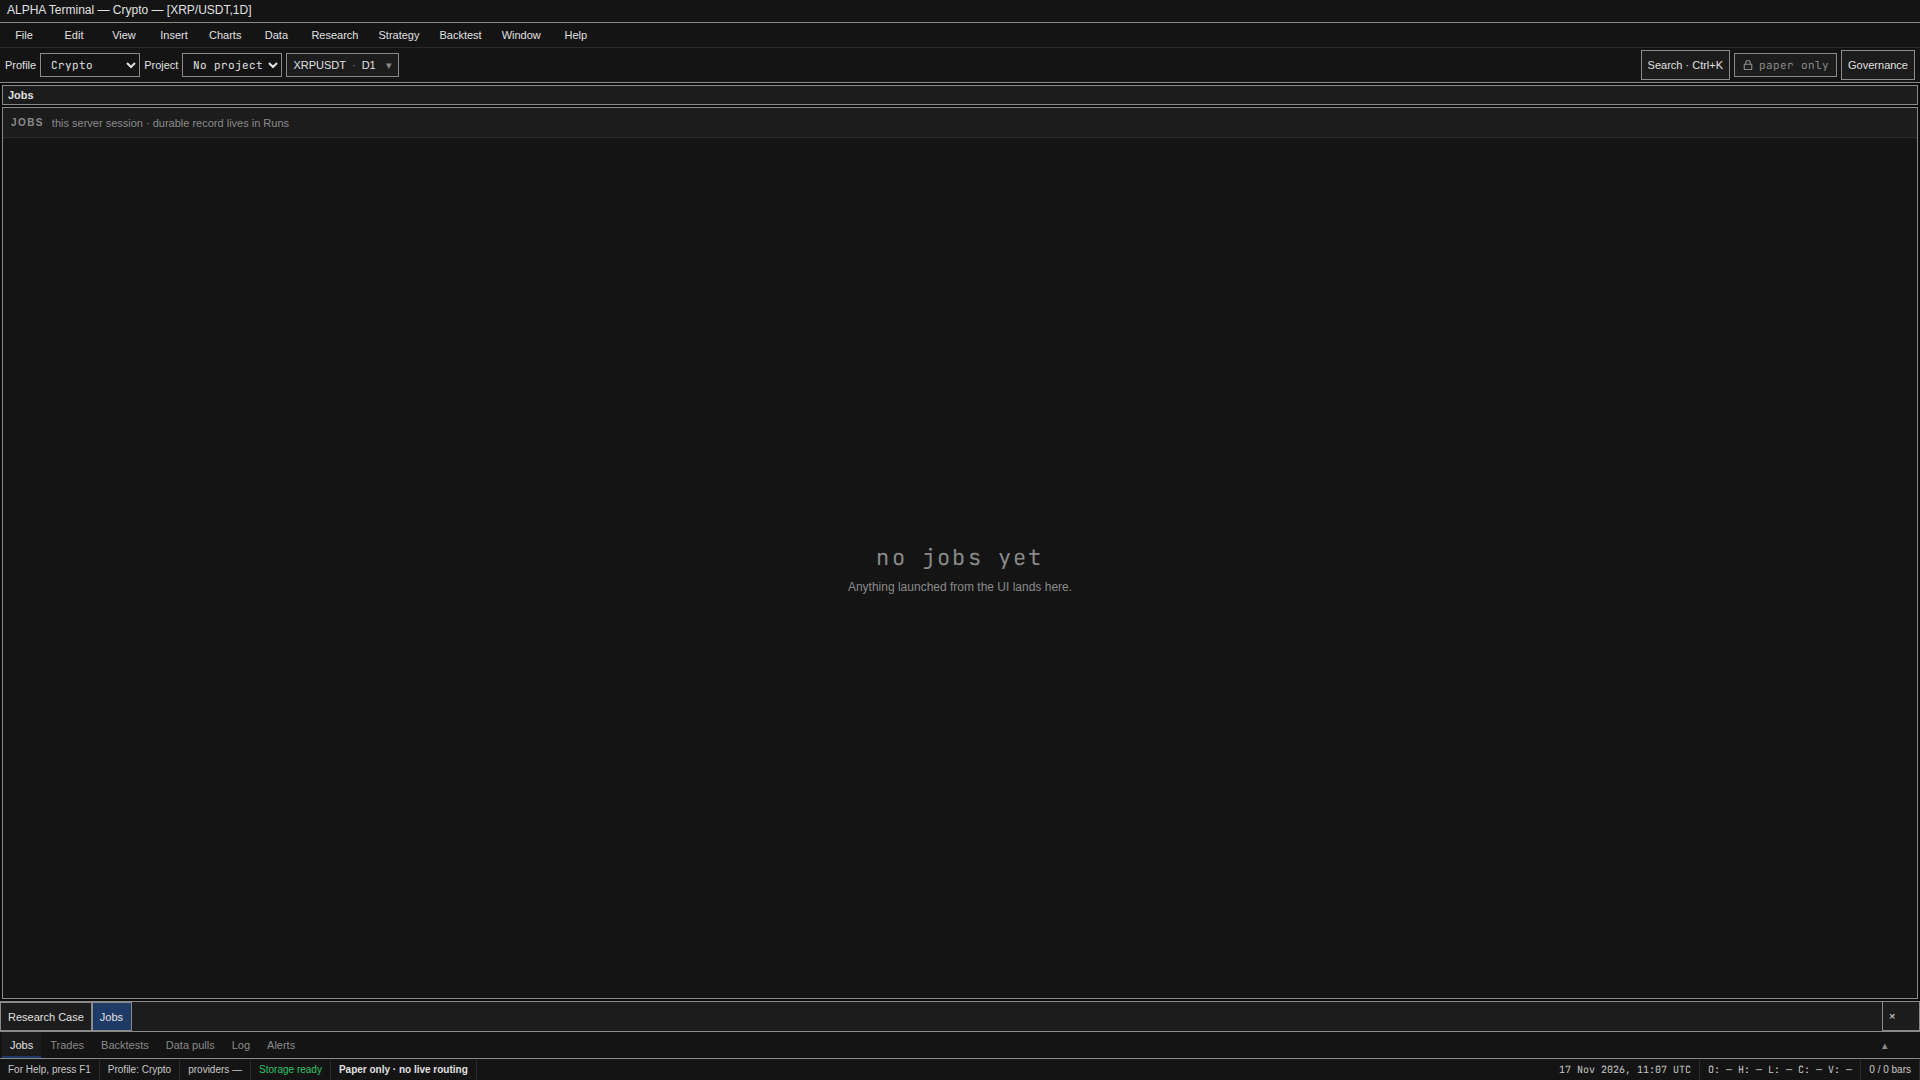 ALPHA Terminal — Crypto — [XRP/USDT,1D]
File Edit View Insert Charts Data Research Strategy Backtest Window Help
Profile Crypto Project No project XRPUSDT · D1 ▾ Search · Ctrl+K paper only Governance
Jobs
JOBS this server session · durable record lives in Runs
no jobs yet
Anything launched from the UI lands here.
Research Case Jobs ×
Jobs Trades Backtests Data pulls Log Alerts ▴
For Help, press F1 Profile: Crypto providers — Storage ready Paper only · no live routing 17 Nov 2026, 11:07 UTC O: — H: — L: — C: — V: — 0 / 0 bars